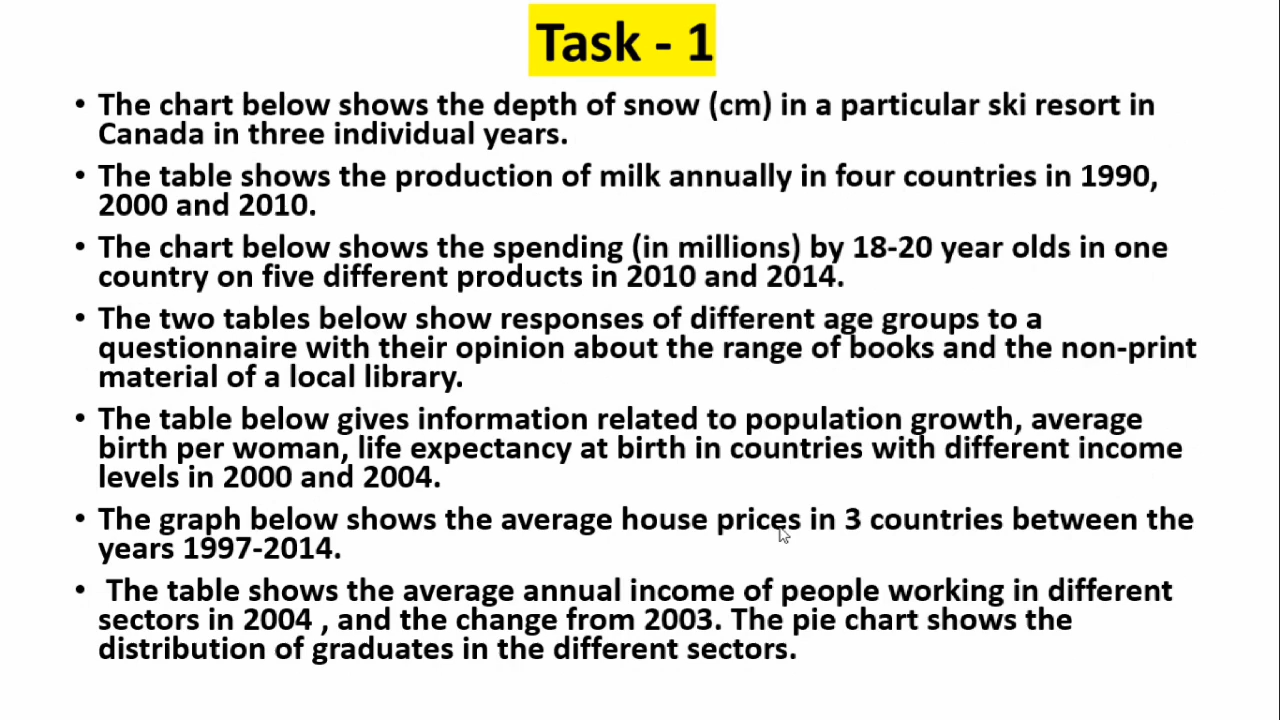 Task - 1
• The chart below shows the depth of snow (cm) in a particular ski resort in
Canada in three individual years.
• The table shows the production of milk annually in four countries in 1990,
2000 and 2010.
• The chart below shows the spending (in millions) by 18-20 year olds in one
country on five different products in 2010 and 2014.
• The two tables below show responses of different age groups to a
questionnaire with their opinion about the range of books and the non-print
material of a local library.
• The table below gives information related to population growth, average
birth per woman, life expectancy at birth in countries with different income
levels in 2000 and 2004.
• The graph below shows the average house prices in 3 countries between the
years 1997-2014.
• The table shows the average annual income of people working in different
sectors in 2004 , and the change from 2003. The pie chart shows the
distribution of graduates in the different sectors.